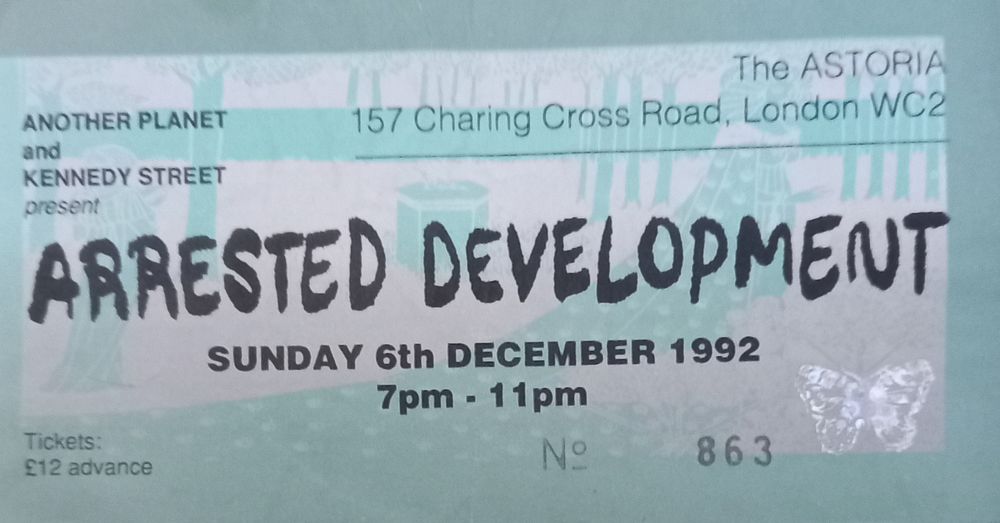 The ASTORIA
157 Charing Cross Road, London WC2
ANOTHER PLANET
and
KENNEDY STREET
present
ARRESTED DEVELOPMENT
SUNDAY 6th DECEMBER 1992
7pm - 11pm
Tickets:
£12 advance
Nº 863